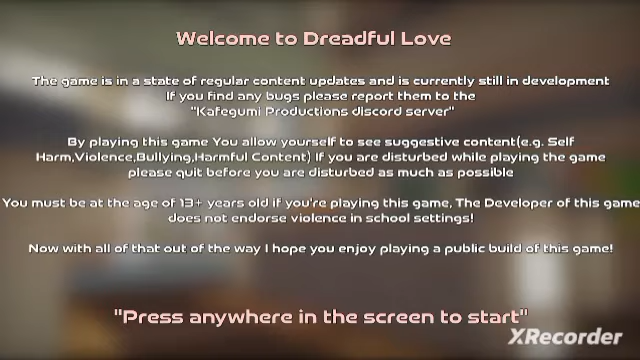 Welcome to Dreadful Love
The game is in a state of regular content updates and is currently still in development
If you find any bugs please report them to the
"Kafegumi Productions discord server"
By playing this game You allow yourself to see suggestive content(e.g. Self
Harm,Violence,Bullying,Harmful Content) If you are disturbed while playing the game
please quit before you are disturbed as much as possible
You must be at the age of 13+ years old if you're playing this game, The Developer of this game
does not endorse violence in school settings!
Now with all of that out of the way I hope you enjoy playing a public build of this game!
"Press anywhere in the screen to start"
XRecorder